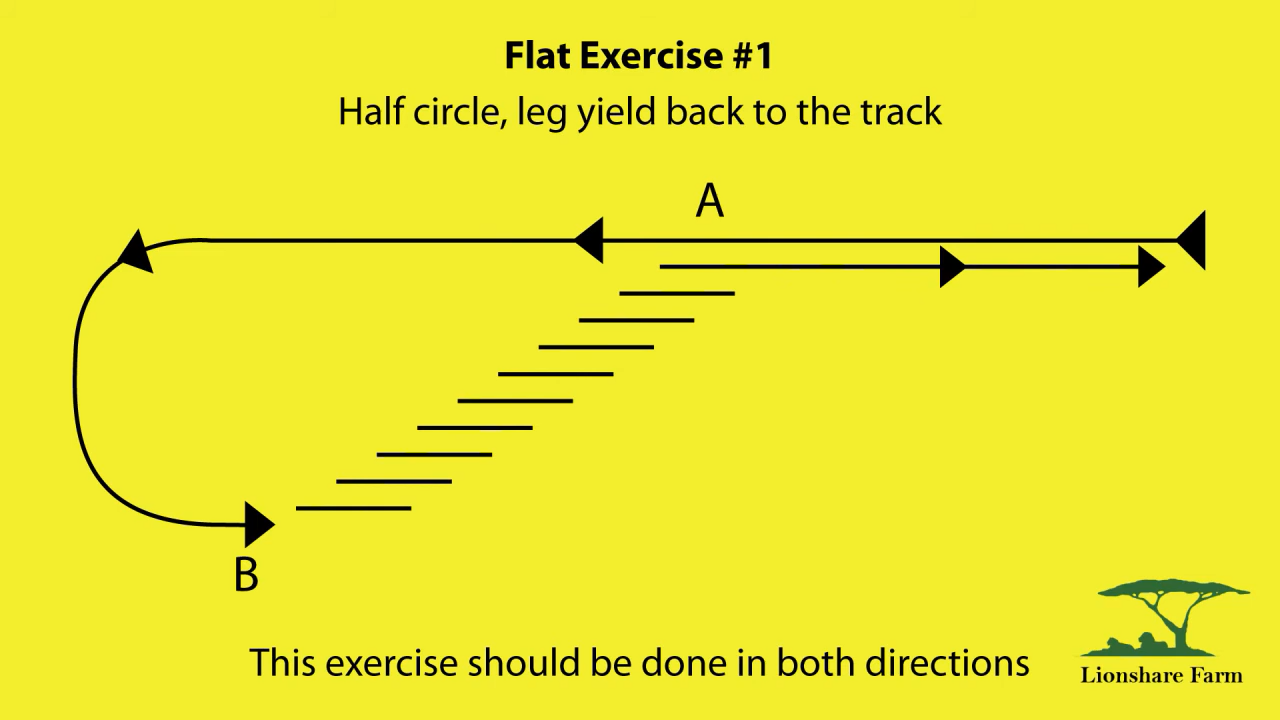 Flat Exercise #1
Half circle, leg yield back to the track
A
B
This exercise should be done in both directions
Lionshare Farm